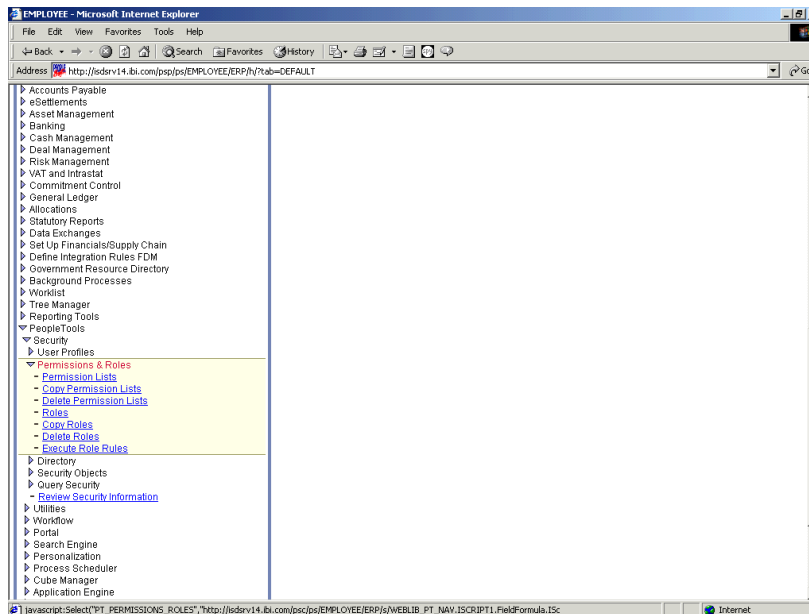 EMPLOYEE - Microsoft Internet Explorer
File Edit View Favorites Tools Help
Back Search Favorites History
Address http://isdsrv14.ibi.com/psp/ps/EMPLOYEE/ERP/h/?tab=DEFAULT Go
Accounts Payable
eSettlements
Asset Management
Banking
Cash Management
Deal Management
Risk Management
VAT and Intrastat
Commitment Control
General Ledger
Allocations
Statutory Reports
Data Exchanges
Set Up Financials/Supply Chain
Define Integration Rules FDM
Government Resource Directory
Background Processes
Worklist
Tree Manager
Reporting Tools
PeopleTools
Security
User Profiles
Permissions & Roles
- Permission Lists
- Copy Permission Lists
- Delete Permission Lists
- Roles
- Copy Roles
- Delete Roles
- Execute Role Rules
Directory
Security Objects
Query Security
- Review Security Information
Utilities
Workflow
Portal
Search Engine
Personalization
Process Scheduler
Cube Manager
Application Engine
javascript:Select("PT_PERMISSIONS_ROLES","http://isdsrv14.ibi.com/psc/ps/EMPLOYEE/ERP/s/WEBLIB_PT_NAV.ISCRIPT1.FieldFormula.ISc Internet